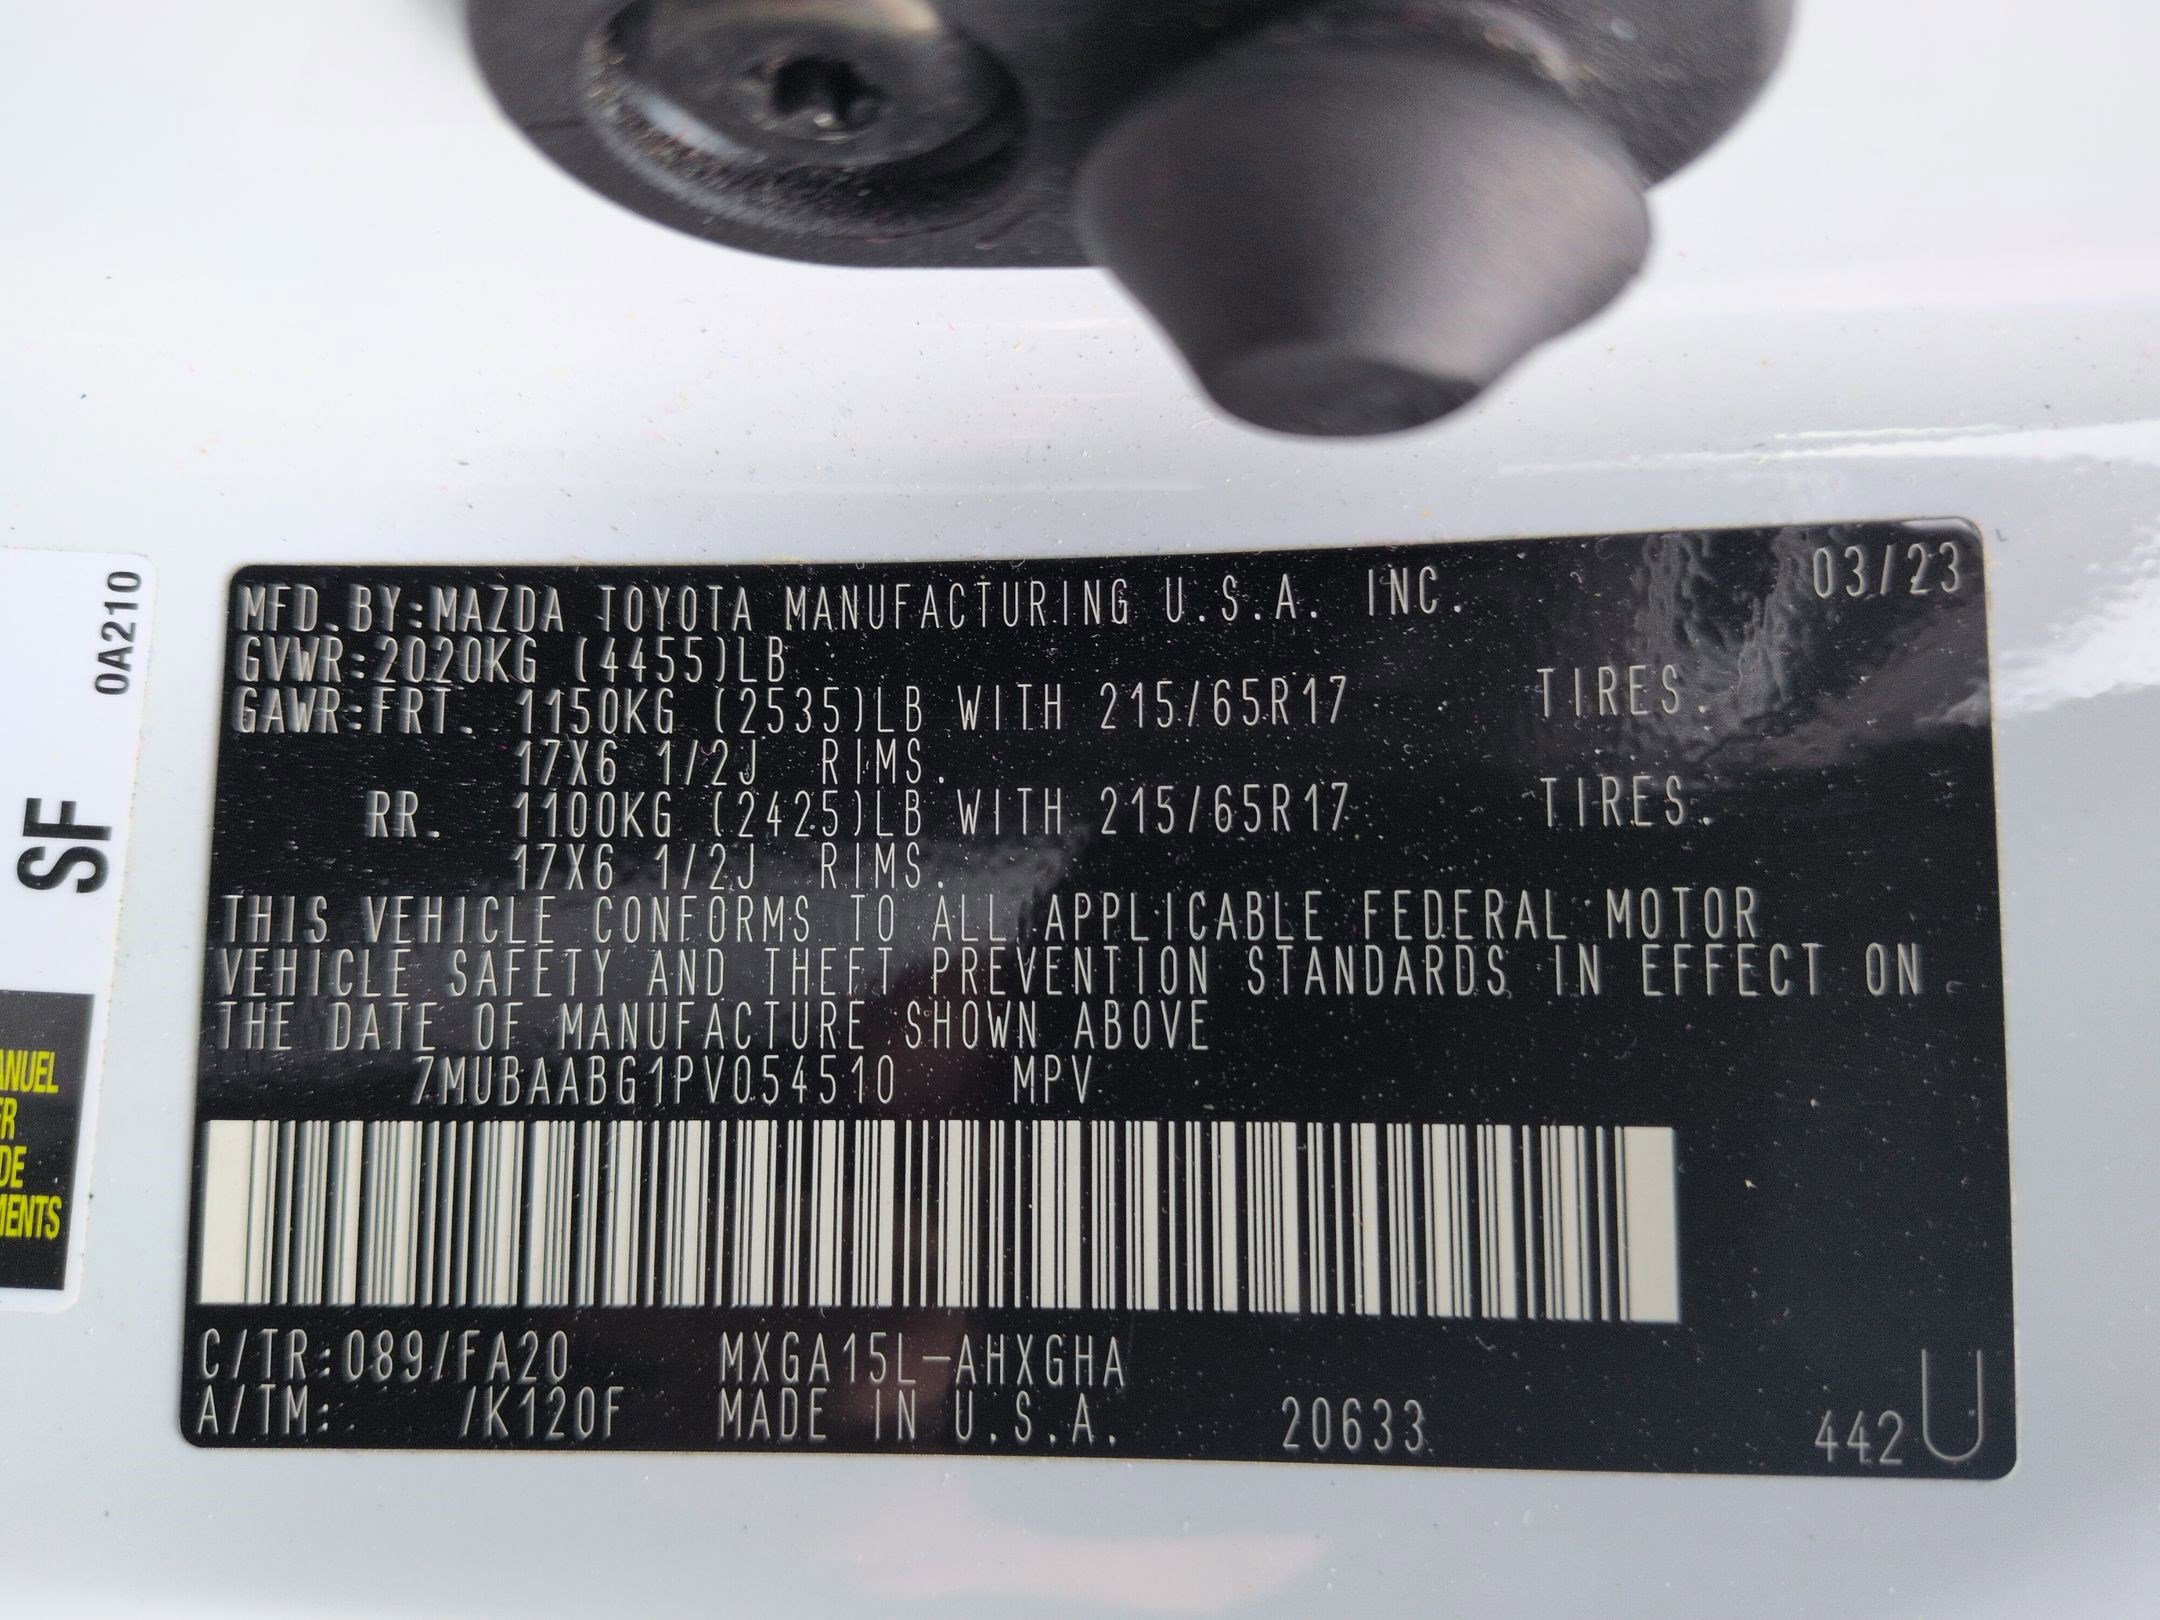 MFD.BY:MAZDA TOYOTA MANUFACTURING U.S.A. INC. 03/23
GVWR:2020KG (4455)LB
GAWR:FRT. 1150KG (2535)LB WITH 215/65R17 TIRES.
17X6 1/2J RIMS.
RR. 1100KG (2425)LB WITH 215/65R17 TIRES.
17X6 1/2J RIMS.
THIS VEHICLE CONFORMS TO ALL APPLICABLE FEDERAL MOTOR
VEHICLE SAFETY AND THEFT PREVENTION STANDARDS IN EFFECT ON
THE DATE OF MANUFACTURE SHOWN ABOVE
7MUBAABG1PV054510 MPV
C/TR:089/FA20 MXGA15L-AHXGHA
A/TM: /K120F MADE IN U.S.A. 20633 442U
0A210
SF
ANUEL
ER
DE
MENTS